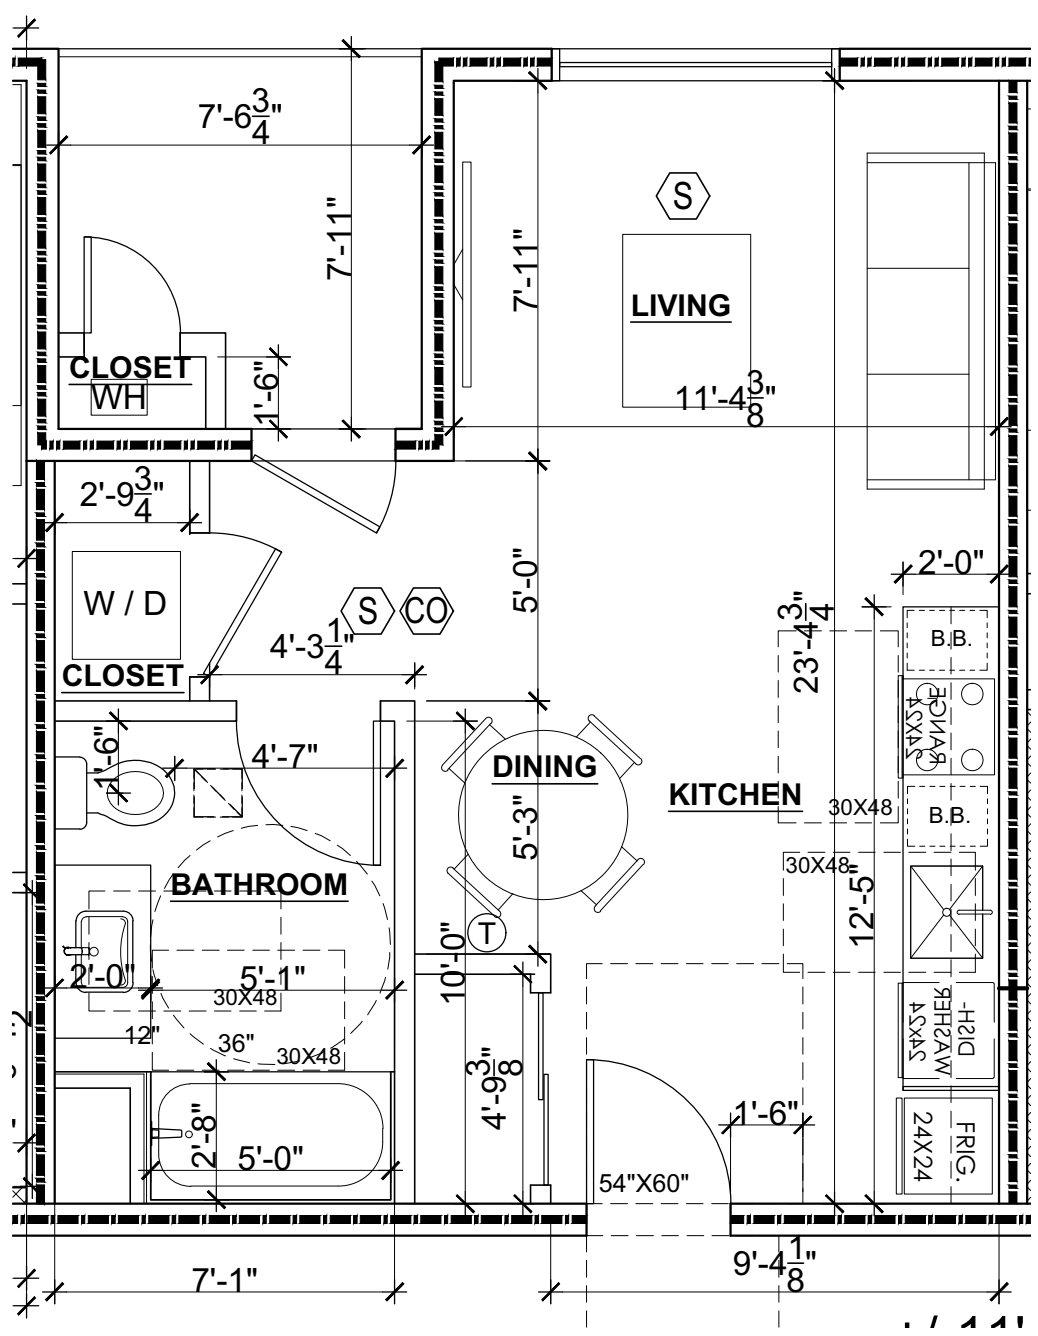 7'-6 3/4"
7'-11"
S
7'-11"
LIVING
CLOSET
WH
1'-6"
11'-4 3/8"
2'-9 3/4"
W / D
S
CO
5'-0"
2'-0"
4'-3 1/4"
23'-4 3/4"
B.B.
CLOSET
RANGE
24X24
1'-6"
4'-7"
DINING
KITCHEN
30X48
B.B.
5'-3"
30X48
BATHROOM
12'-5"
T
10'-0"
2'-0"
5'-1"
30X48
12"
36"
30X48
DISH-
WASHER
24X24
4'-9 3/8"
2'-8"
5'-0"
1'-6"
FRIG.
24X24
54"X60"
7'-1"
9'-4 1/8"